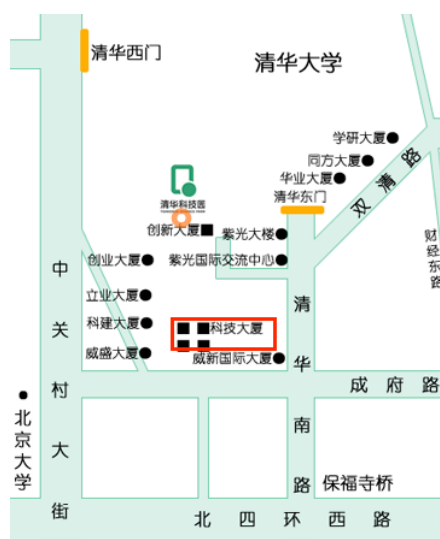 清华西门
清华大学
学研大厦
同方大厦
华业大厦
清华东门
双清路
清华科技园
创新大厦
紫光大楼
创业大厦
紫光国际交流中心
财经东路
立业大厦
科建大厦
科技大厦
威盛大厦
威新国际大厦
中关村大街
清华南路
成府路
北京大学
保福寺桥
北四环西路